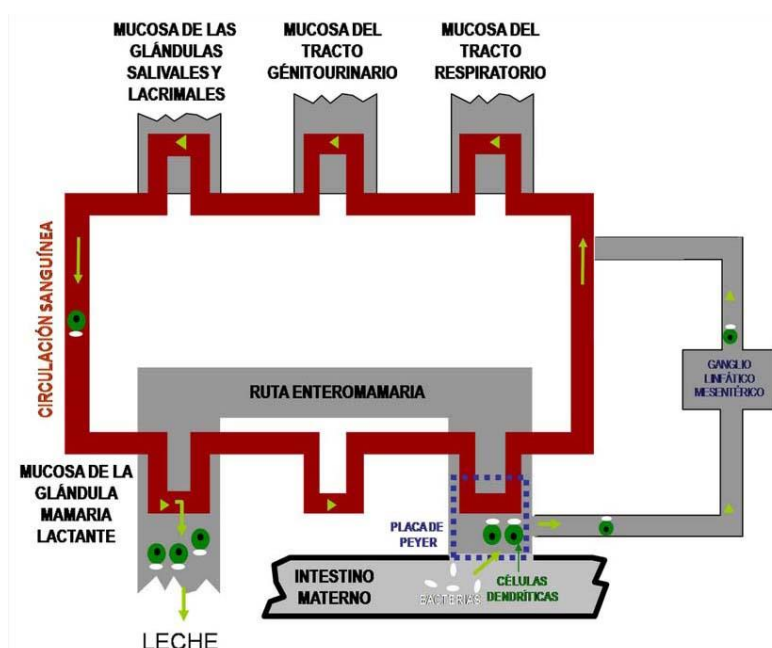 MUCOSA DE LAS
GLÁNDULAS
SALIVALES Y
LACRIMALES
MUCOSA DEL
TRACTO
GÉNITOURINARIO
MUCOSA DEL
TRACTO
RESPIRATORIO
CIRCULACIÓN SANGUÍNEA
RUTA ENTEROMAMARIA
GANGLIO
LINFÁTICO
MESENTÉRICO
MUCOSA DE LA
GLÁNDULA
MAMARIA
LACTANTE
PLACA DE
PEYER
INTESTINO
MATERNO
BACTERIAS
CÉLULAS
DENDRÍTICAS
LECHE